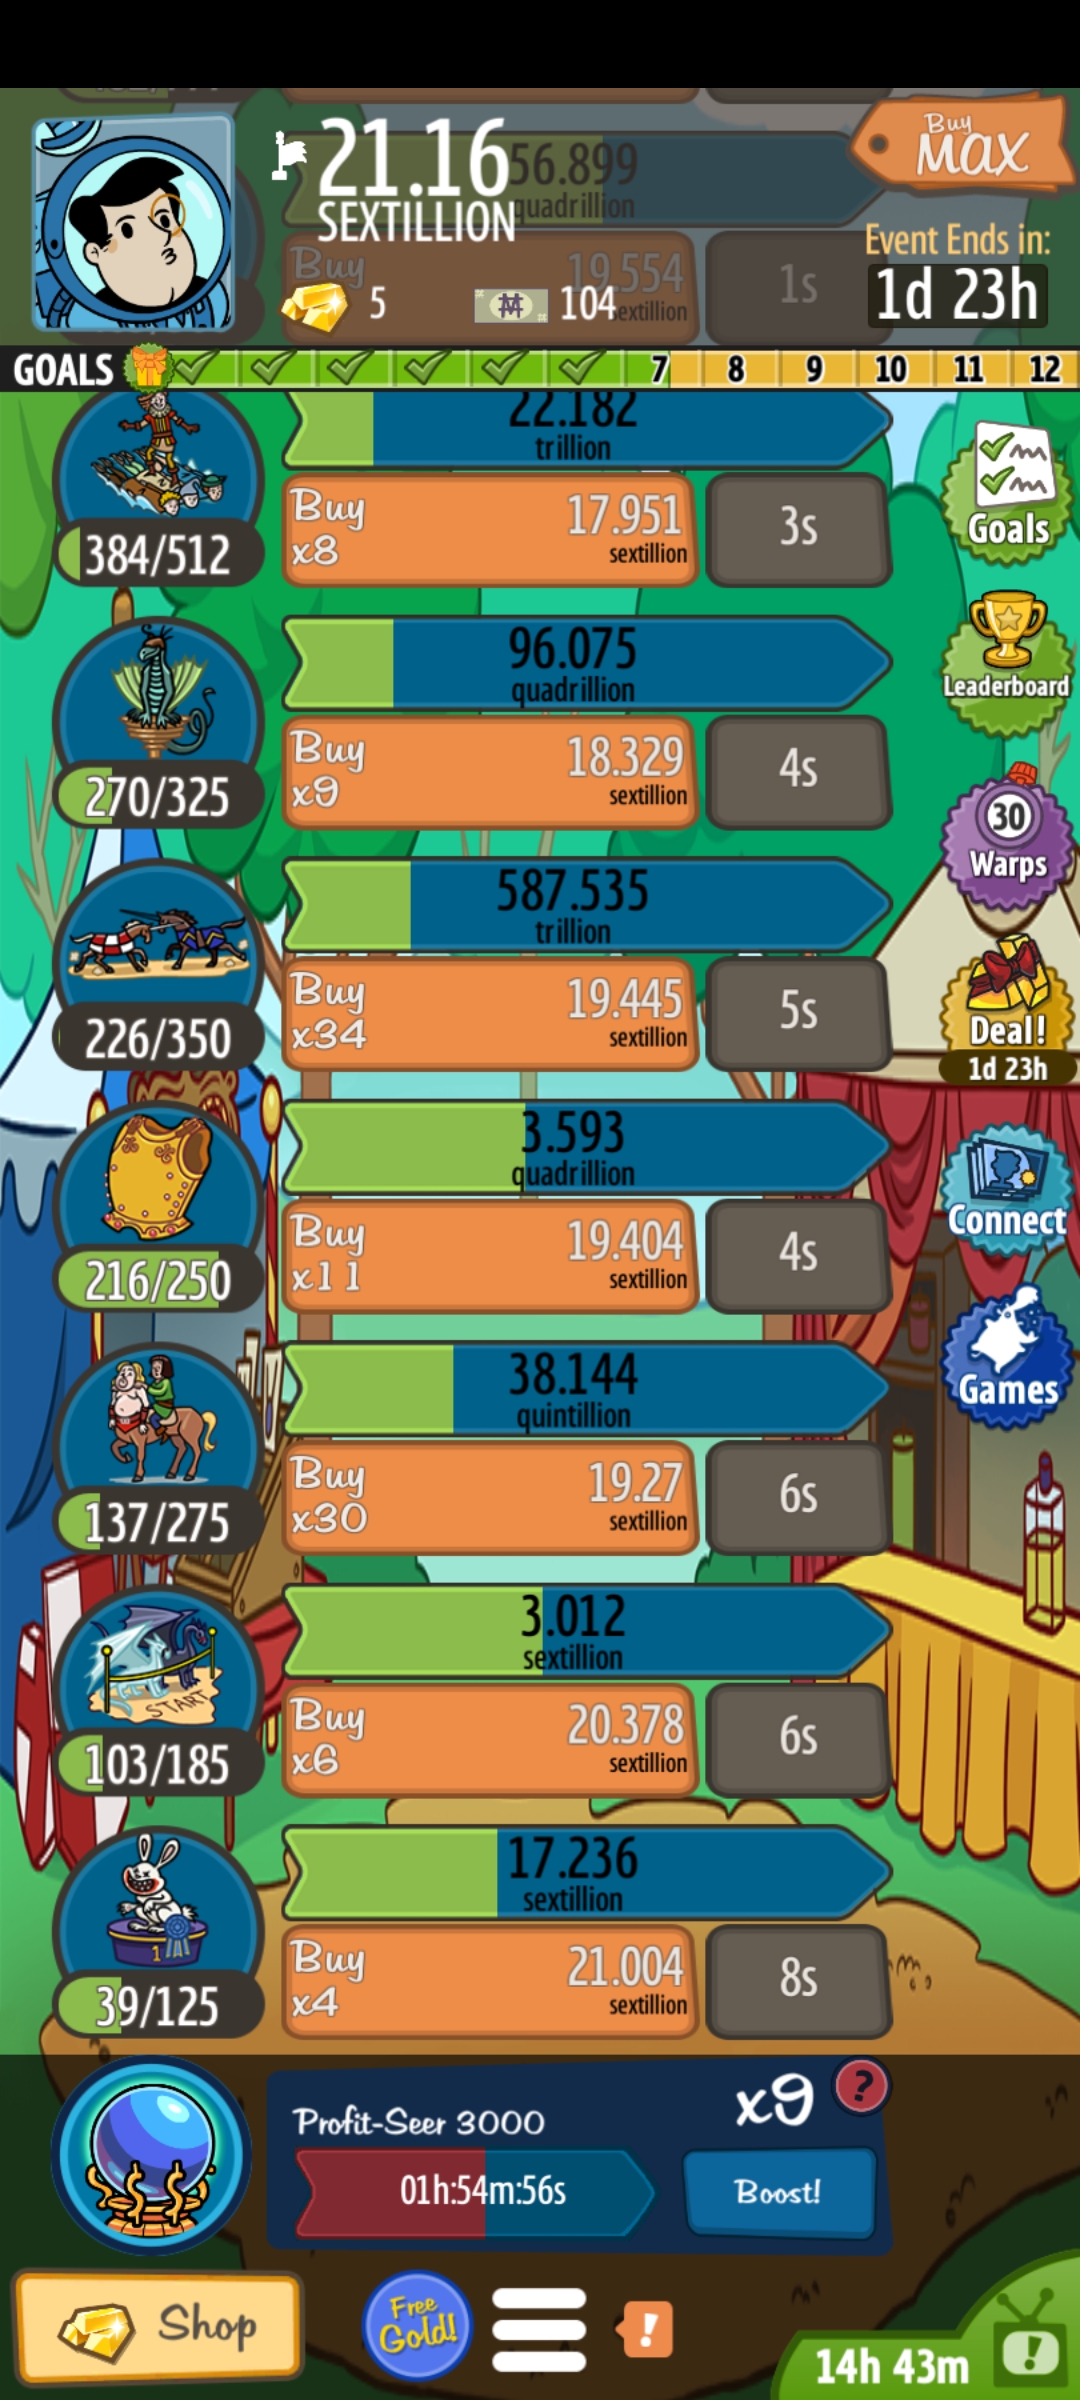 Buy
MAX
21.16
SEXTILLION
56.899
quadrillion
Buy
19.554
sextillion
1s
5
104
Event Ends in:
1d 23h
GOALS 7 8 9 10 11 12
22.182
trillion
Buy
x8
17.951
sextillion
3s
384/512
Goals
96.075
quadrillion
Buy
x9
18.329
sextillion
4s
270/325
Leaderboard
30
Warps
587.535
trillion
Buy
x34
19.445
sextillion
5s
226/350
Deal!
1d 23h
3.593
quadrillion
Buy
x11
19.404
sextillion
4s
216/250
Connect
38.144
quintillion
Buy
x30
19.27
sextillion
6s
137/275
Games
3.012
sextillion
START
Buy
x6
20.378
sextillion
6s
103/185
17.236
sextillion
1
Buy
x4
21.004
sextillion
8s
39/125
Profit-Seer 3000
x9
?
01h:54m:56s
Boost!
Shop
Free
Gold!
!
14h 43m
!